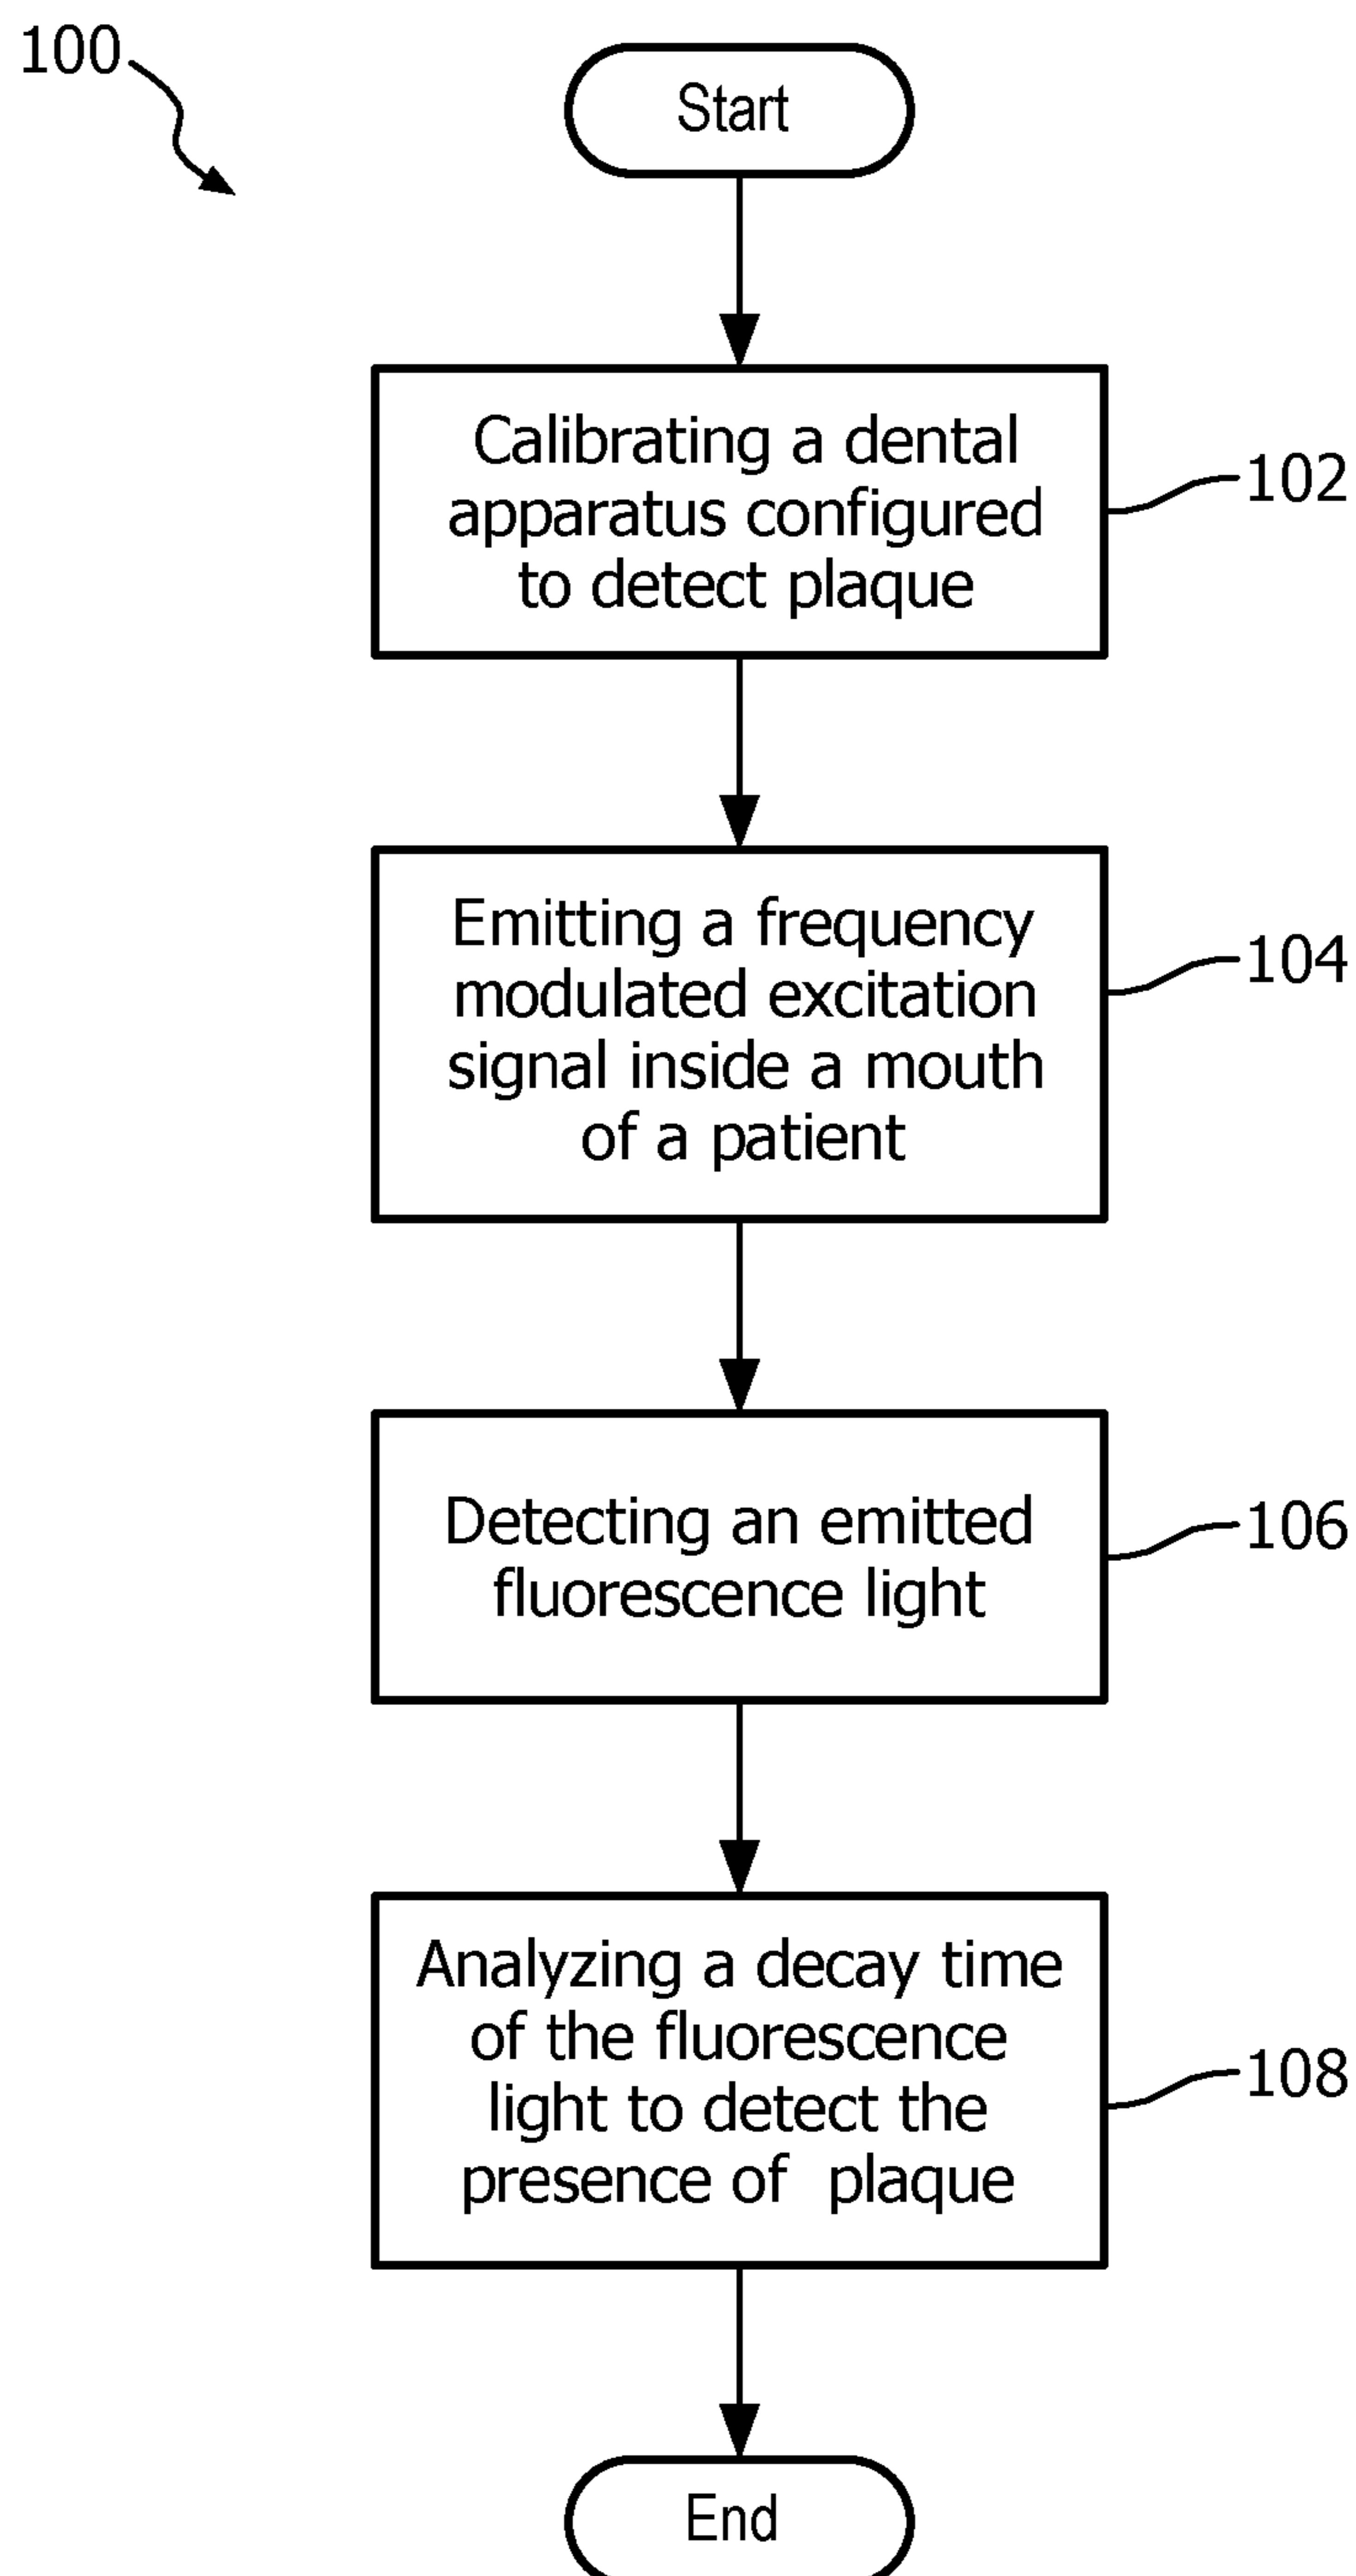 100
Start
Calibrating a dental
apparatus configured
to detect plaque
102
Emitting a frequency
modulated excitation
signal inside a mouth
of a patient
104
Detecting an emitted
fluorescence light
106
Analyzing a decay time
of the fluorescence
light to detect the
presence of  plaque
108
End